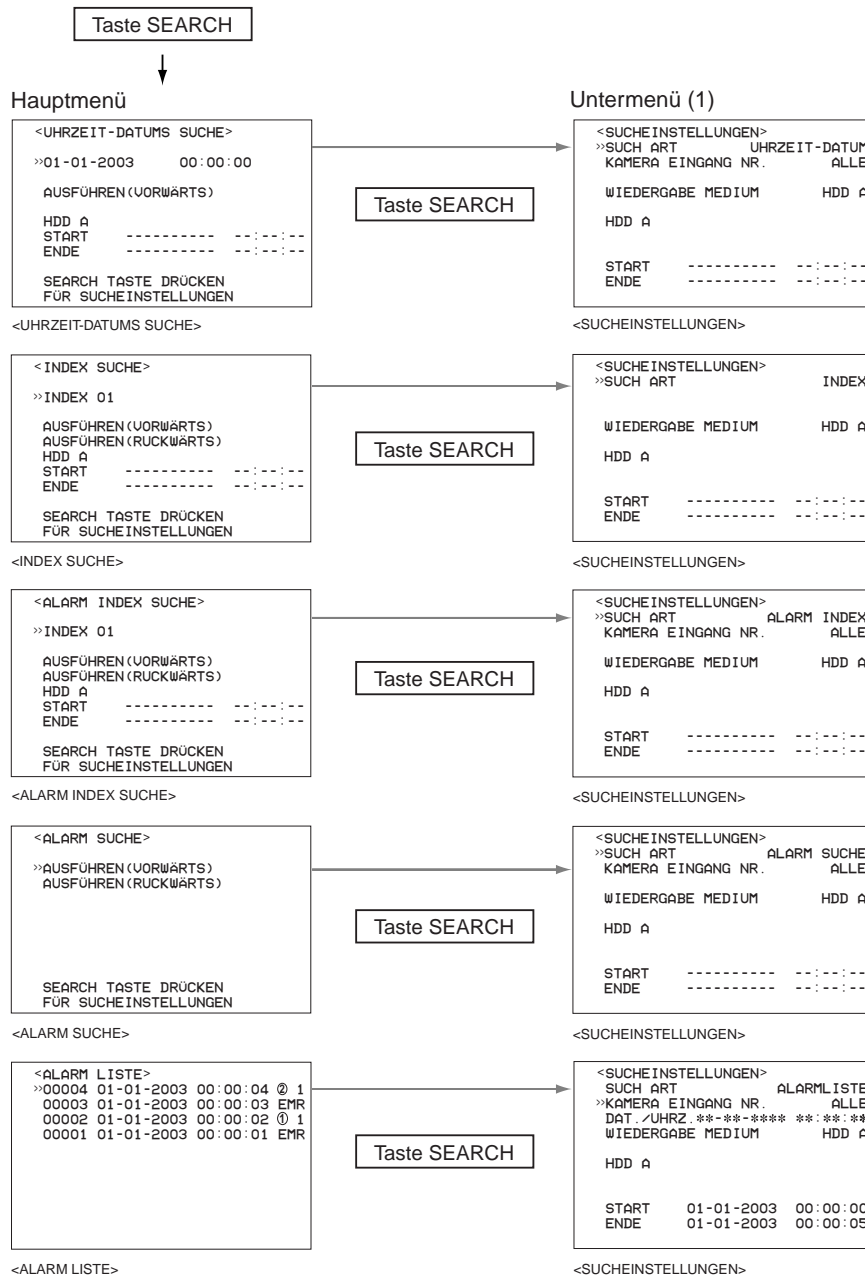 Taste SEARCH
Hauptmenü
Untermenü (1)
<UHRZEIT-DATUMS SUCHE>
»01-01-2003 00:00:00
AUSFÜHREN(VORWÄRTS)
HDD A
START ---------- --:--:--
ENDE ---------- --:--:--
SEARCH TASTE DRÜCKEN
FÜR SUCHEINSTELLUNGEN
<UHRZEIT-DATUMS SUCHE>
Taste SEARCH
<SUCHEINSTELLUNGEN>
»SUCH ART UHRZEIT-DATUM
KAMERA EINGANG NR. ALLE
WIEDERGABE MEDIUM HDD A
HDD A
START ---------- --:--:--
ENDE ---------- --:--:--
<SUCHEINSTELLUNGEN>
<INDEX SUCHE>
»INDEX 01
AUSFÜHREN(VORWÄRTS)
AUSFÜHREN(RUCKWÄRTS)
HDD A
START ---------- --:--:--
ENDE ---------- --:--:--
SEARCH TASTE DRÜCKEN
FÜR SUCHEINSTELLUNGEN
<INDEX SUCHE>
Taste SEARCH
<SUCHEINSTELLUNGEN>
»SUCH ART INDEX
WIEDERGABE MEDIUM HDD A
HDD A
START ---------- --:--:--
ENDE ---------- --:--:--
<SUCHEINSTELLUNGEN>
<ALARM INDEX SUCHE>
»INDEX 01
AUSFÜHREN(VORWÄRTS)
AUSFÜHREN(RUCKWÄRTS)
HDD A
START ---------- --:--:--
ENDE ---------- --:--:--
SEARCH TASTE DRÜCKEN
FÜR SUCHEINSTELLUNGEN
<ALARM INDEX SUCHE>
Taste SEARCH
<SUCHEINSTELLUNGEN>
»SUCH ART ALARM INDEX
KAMERA EINGANG NR. ALLE
WIEDERGABE MEDIUM HDD A
HDD A
START ---------- --:--:--
ENDE ---------- --:--:--
<SUCHEINSTELLUNGEN>
<ALARM SUCHE>
»AUSFÜHREN(VORWÄRTS)
AUSFÜHREN(RUCKWÄRTS)
SEARCH TASTE DRÜCKEN
FÜR SUCHEINSTELLUNGEN
<ALARM SUCHE>
Taste SEARCH
<SUCHEINSTELLUNGEN>
»SUCH ART ALARM SUCHE
KAMERA EINGANG NR. ALLE
WIEDERGABE MEDIUM HDD A
HDD A
START ---------- --:--:--
ENDE ---------- --:--:--
<SUCHEINSTELLUNGEN>
<ALARM LISTE>
»00004 01-01-2003 00:00:04 ② 1
00003 01-01-2003 00:00:03 EMR
00002 01-01-2003 00:00:02 ① 1
00001 01-01-2003 00:00:01 EMR
<ALARM LISTE>
Taste SEARCH
<SUCHEINSTELLUNGEN>
SUCH ART ALARMLISTE
»KAMERA EINGANG NR. ALLE
DAT./UHRZ.**-**-**** **:**:**
WIEDERGABE MEDIUM HDD A
HDD A
START 01-01-2003 00:00:00
ENDE 01-01-2003 00:00:05
<SUCHEINSTELLUNGEN>